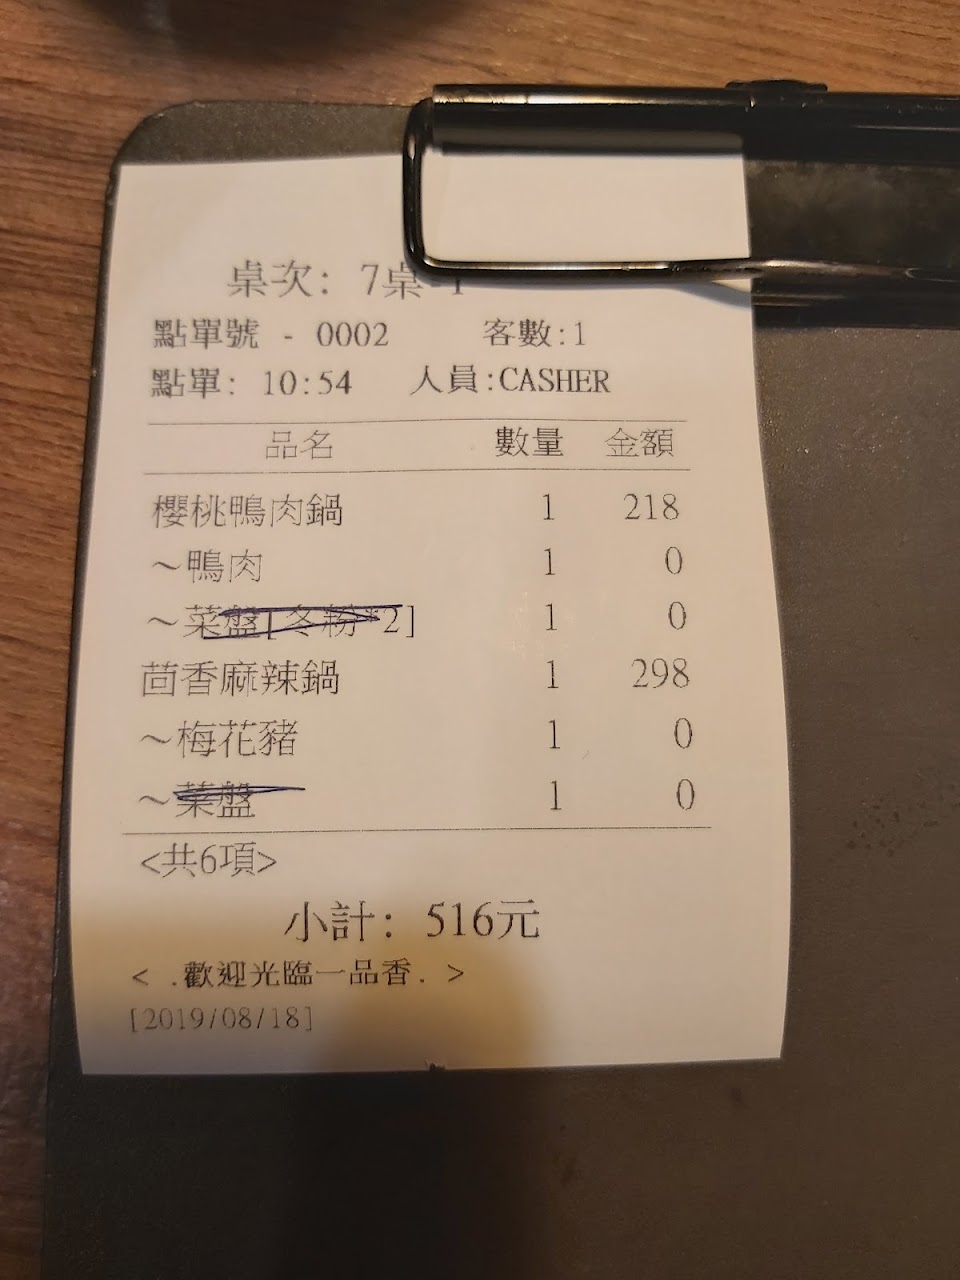 桌次: 7桌-1
點單號 - 0002 客數:1
點單: 10:54 人員:CASHER
品名 數量 金額
櫻桃鴨肉鍋 1 218
~鴨肉 1 0
~菜盤[冬粉*2] 1 0
茴香麻辣鍋 1 298
~梅花豬 1 0
~菜盤 1 0
<共6項>
小計: 516元
< .歡迎光臨一品香. >
[2019/08/18]